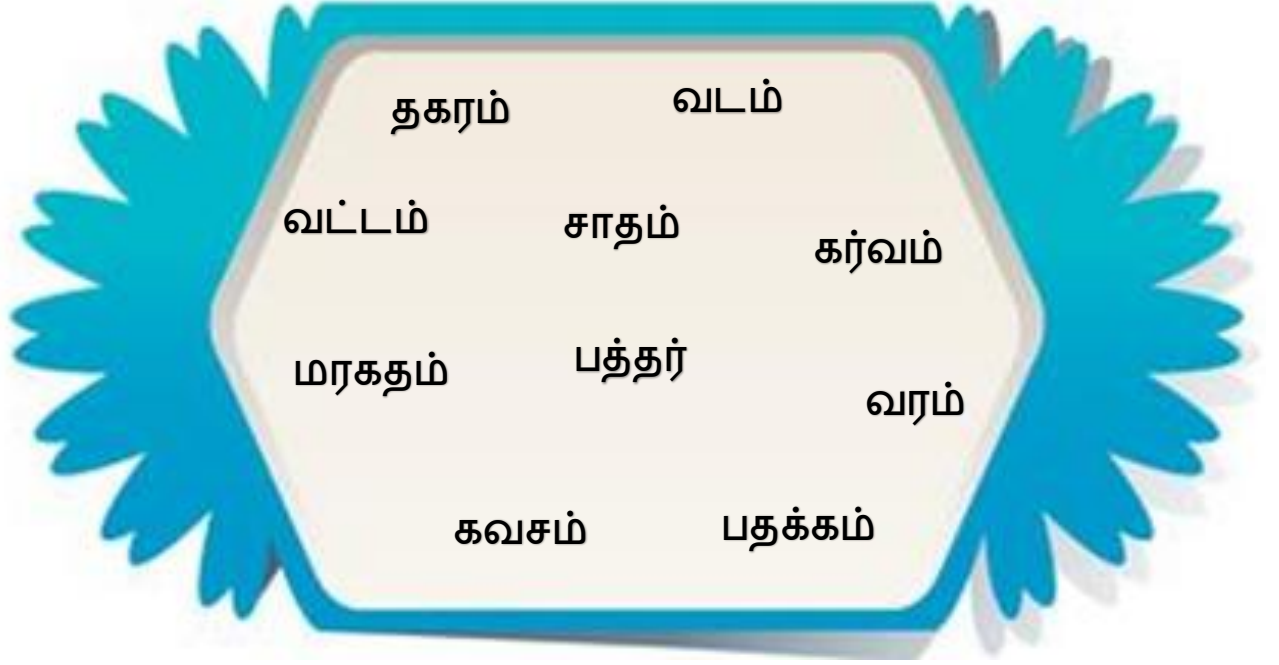 தகரம் வடம்
வட்டம் சாதம் கர்வம்
மரகதம் பத்தர் வரம்
கவசம் பதக்கம்